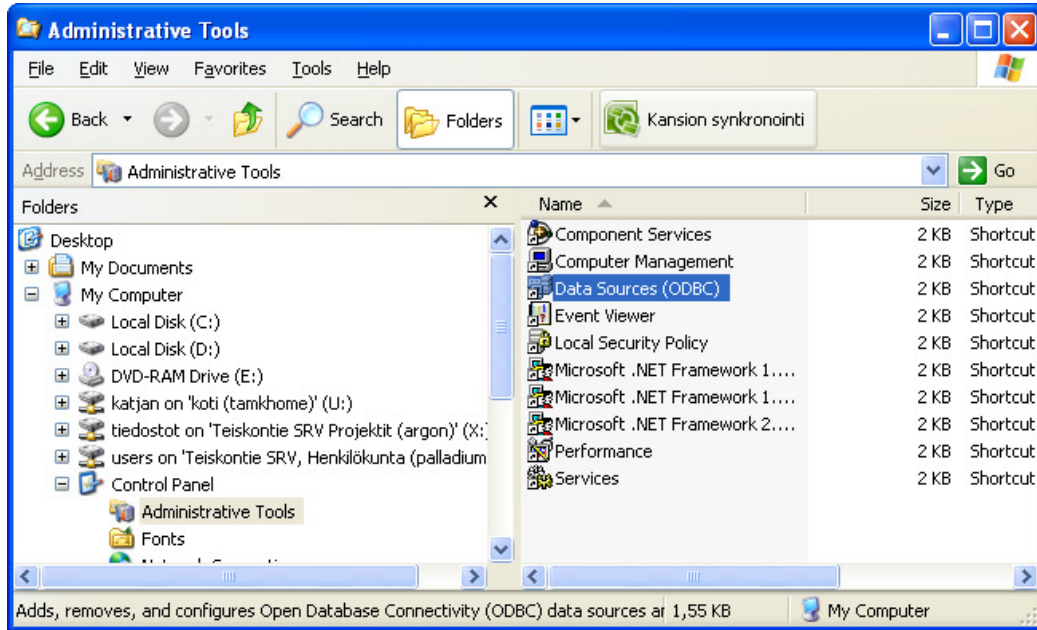 Administrative Tools
File Edit View Favorites Tools Help
Back Search Folders Kansion synkronointi
Address Administrative Tools Go
Folders
Desktop
My Documents
My Computer
Local Disk (C:)
Local Disk (D:)
DVD-RAM Drive (E:)
katjan on 'koti (tamkhome)' (U:)
tiedostot on 'Teiskontie SRV Projektit (argon)' (X:
users on 'Teiskontie SRV, Henkilökunta (palladium
Control Panel
Administrative Tools
Fonts
Name Size Type
Component Services 2 KB Shortcut
Computer Management 2 KB Shortcut
Data Sources (ODBC) 2 KB Shortcut
Event Viewer 2 KB Shortcut
Local Security Policy 2 KB Shortcut
Microsoft .NET Framework 1.... 2 KB Shortcut
Microsoft .NET Framework 1.... 2 KB Shortcut
Microsoft .NET Framework 2.... 2 KB Shortcut
Performance 2 KB Shortcut
Services 2 KB Shortcut
Adds, removes, and configures Open Database Connectivity (ODBC) data sources ar 1,55 KB My Computer